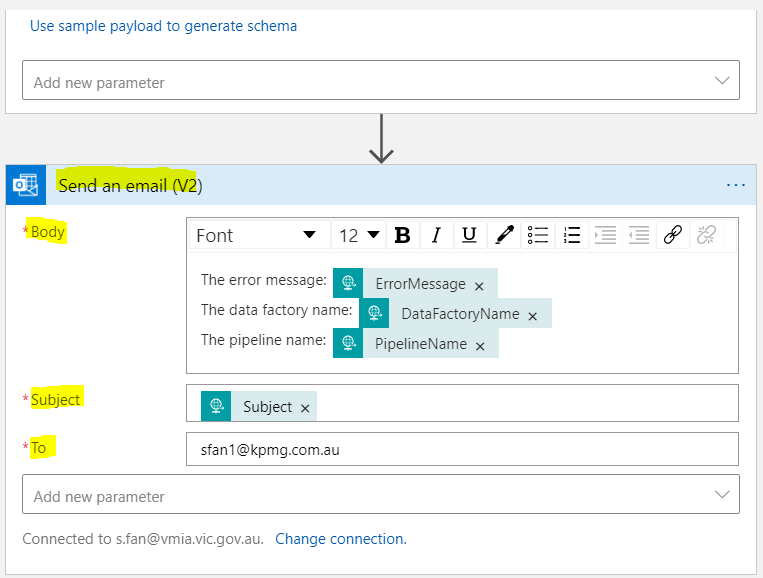 Use sample payload to generate schema
Add new parameter
Send an email (V2)
*Body
Font 12 B I U
The error message: ErrorMessage ×
The data factory name: DataFactoryName ×
The pipeline name: PipelineName ×
*Subject
Subject ×
*To
sfan1@kpmg.com.au
Add new parameter
Connected to s.fan@vmia.vic.gov.au. Change connection.